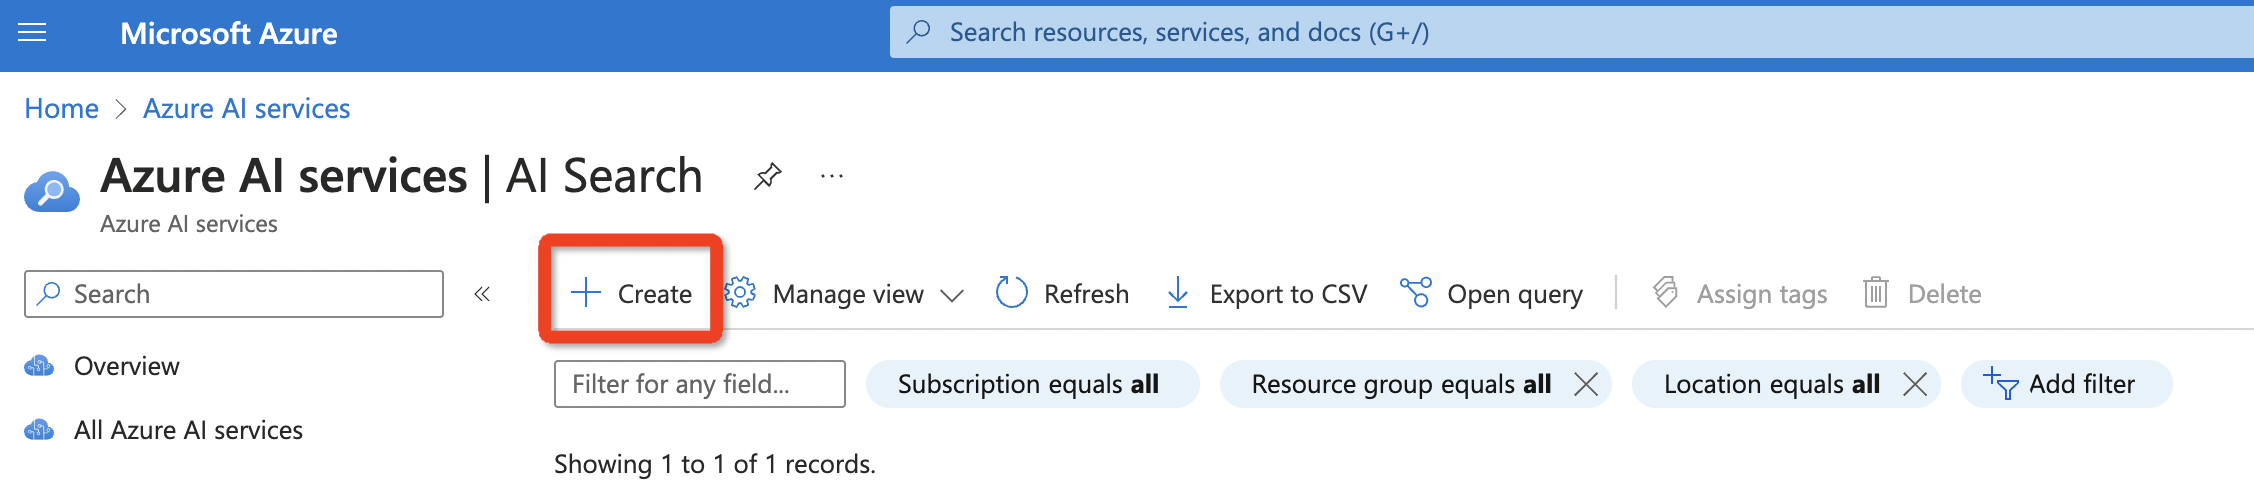 Microsoft Azure
Search resources, services, and docs (G+/)
Home > Azure AI services
Azure AI services | AI Search ...
Azure AI services
Search «
Create Manage view Refresh Export to CSV Open query Assign tags Delete
Overview
All Azure AI services
Filter for any field... Subscription equals all Resource group equals all Location equals all Add filter
Showing 1 to 1 of 1 records.